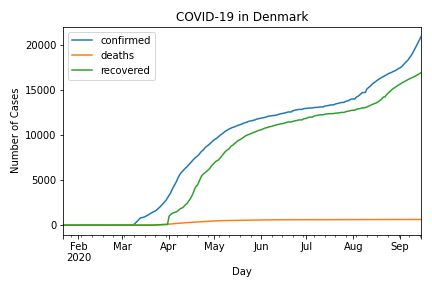 COVID-19 in Denmark
confirmed
deaths
recovered
Number of Cases
20000
15000
10000
5000
0
Feb Mar Apr May Jun Jul Aug Sep
2020
Day